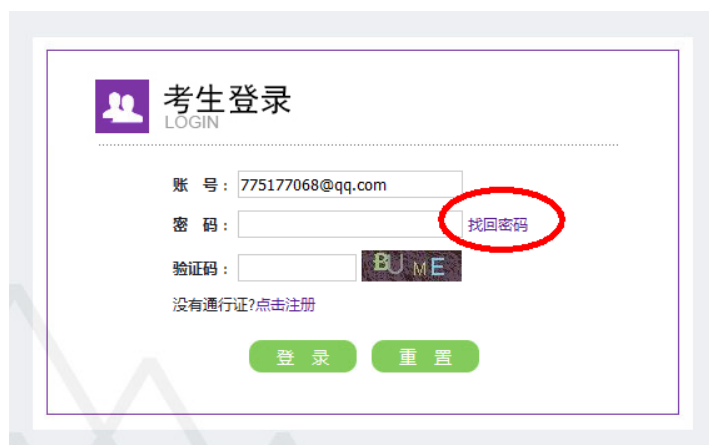 考生登录
LOGIN
账 号：775177068@qq.com
密 码： 找回密码
验证码： BUME
没有通行证?点击注册
登 录 重 置